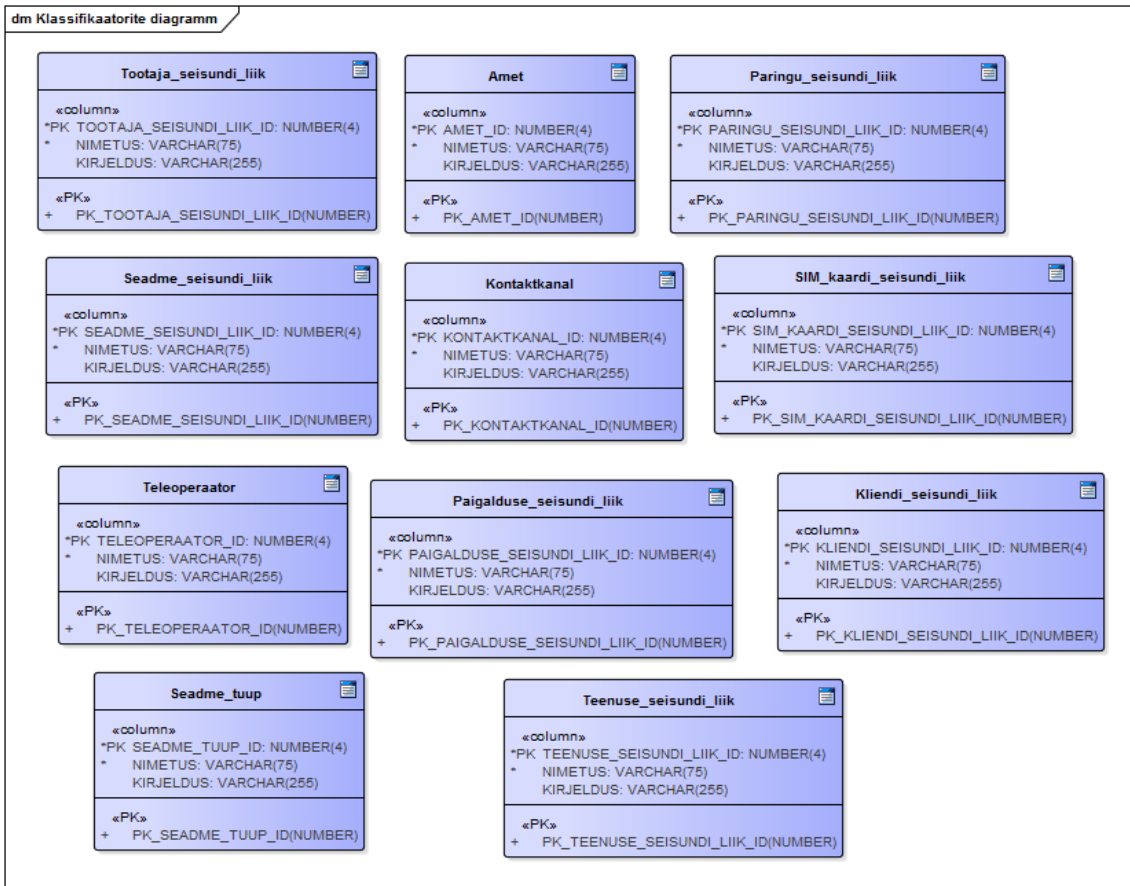 dm Klassifikaatorite diagramm
Tootaja_seisundi_liik
«column»
*PK TOOTAJA_SEISUNDI_LIIK_ID: NUMBER(4)
* NIMETUS: VARCHAR(75)
KIRJELDUS: VARCHAR(255)
«PK»
+ PK_TOOTAJA_SEISUNDI_LIIK_ID(NUMBER)
Amet
«column»
*PK AMET_ID: NUMBER(4)
* NIMETUS: VARCHAR(75)
KIRJELDUS: VARCHAR(255)
«PK»
+ PK_AMET_ID(NUMBER)
Paringu_seisundi_liik
«column»
*PK PARINGU_SEISUNDI_LIIK_ID: NUMBER(4)
* NIMETUS: VARCHAR(75)
KIRJELDUS: VARCHAR(255)
«PK»
+ PK_PARINGU_SEISUNDI_LIIK_ID(NUMBER)
Seadme_seisundi_liik
«column»
*PK SEADME_SEISUNDI_LIIK_ID: NUMBER(4)
* NIMETUS: VARCHAR(75)
KIRJELDUS: VARCHAR(255)
«PK»
+ PK_SEADME_SEISUNDI_LIIK_ID(NUMBER)
Kontaktkanal
«column»
*PK KONTAKTKANAL_ID: NUMBER(4)
* NIMETUS: VARCHAR(75)
KIRJELDUS: VARCHAR(255)
«PK»
+ PK_KONTAKTKANAL_ID(NUMBER)
SIM_kaardi_seisundi_liik
«column»
*PK SIM_KAARDI_SEISUNDI_LIIK_ID: NUMBER(4)
* NIMETUS: VARCHAR(75)
KIRJELDUS: VARCHAR(255)
«PK»
+ PK_SIM_KAARDI_SEISUNDI_LIIK_ID(NUMBER)
Teleoperaator
«column»
*PK TELEOPERAATOR_ID: NUMBER(4)
* NIMETUS: VARCHAR(75)
KIRJELDUS: VARCHAR(255)
«PK»
+ PK_TELEOPERAATOR_ID(NUMBER)
Paigalduse_seisundi_liik
«column»
*PK PAIGALDUSE_SEISUNDI_LIIK_ID: NUMBER(4)
* NIMETUS: VARCHAR(75)
KIRJELDUS: VARCHAR(255)
«PK»
+ PK_PAIGALDUSE_SEISUNDI_LIIK_ID(NUMBER)
Kliendi_seisundi_liik
«column»
*PK KLIENDI_SEISUNDI_LIIK_ID: NUMBER(4)
* NIMETUS: VARCHAR(75)
KIRJELDUS: VARCHAR(255)
«PK»
+ PK_KLIENDI_SEISUNDI_LIIK_ID(NUMBER)
Seadme_tuup
«column»
*PK SEADME_TUUP_ID: NUMBER(4)
* NIMETUS: VARCHAR(75)
KIRJELDUS: VARCHAR(255)
«PK»
+ PK_SEADME_TUUP_ID(NUMBER)
Teenuse_seisundi_liik
«column»
*PK TEENUSE_SEISUNDI_LIIK_ID: NUMBER(4)
* NIMETUS: VARCHAR(75)
KIRJELDUS: VARCHAR(255)
«PK»
+ PK_TEENUSE_SEISUNDI_LIIK_ID(NUMBER)